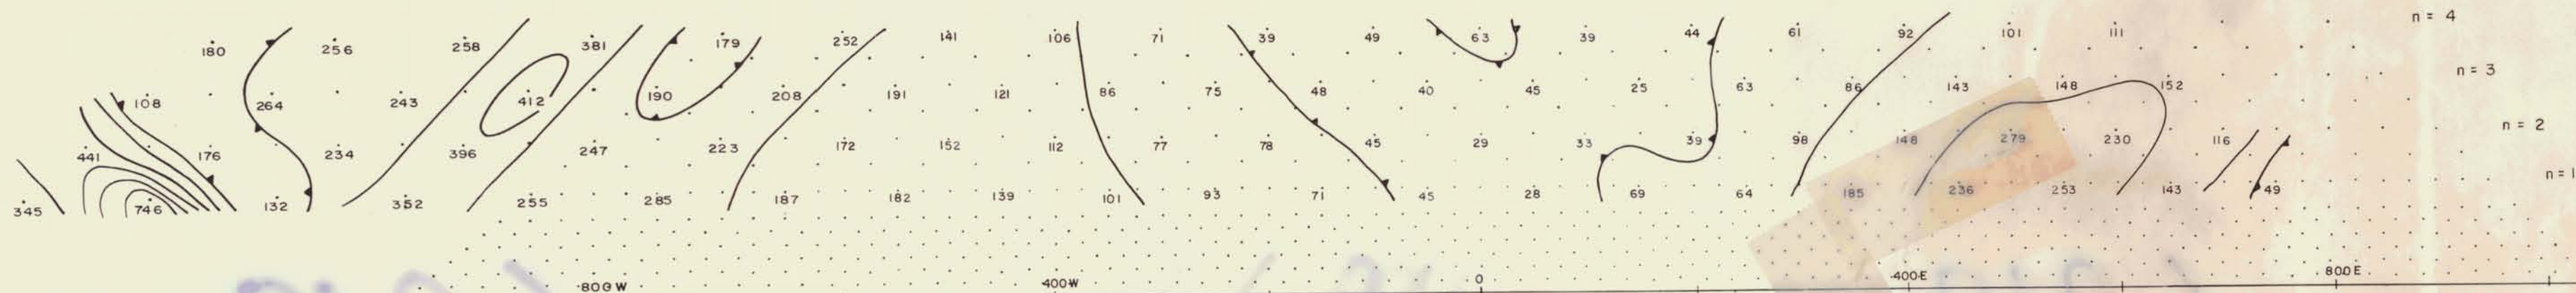 180 256 258 381 179 252 141 106 71 39 49 63 39 44 61 92 101 111 n = 4
108 264 243 412 190 208 191 121 86 75 48 40 45 25 63 86 143 148 152 n = 3
441 176 234 396 247 223 172 152 112 77 78 45 29 33 39 98 148 279 230 116 n = 2
345 746 132 352 255 285 187 182 139 101 93 71 45 28 69 64 185 236 253 143 49 n = 1
800W 400W 0 400E 800E